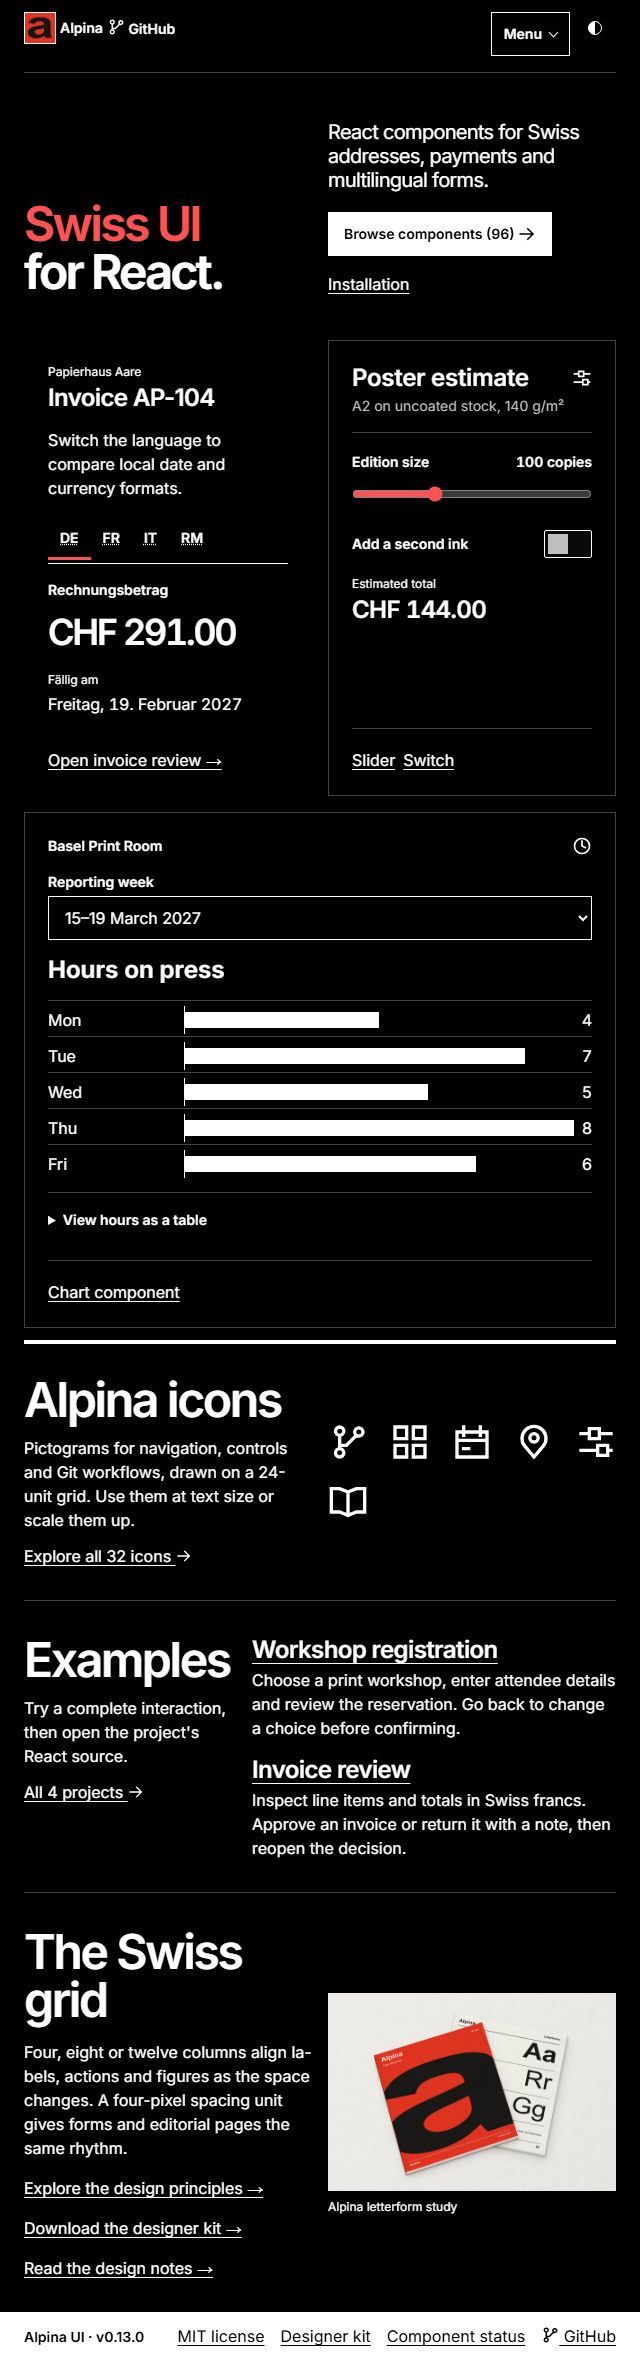 a Alpina GitHub
Menu
React components for Swiss
addresses, payments and
multilingual forms.
Swiss UI
for React.
Browse components (96) →
Installation
Papierhaus Aare
Invoice AP-104
Switch the language to
compare local date and
currency formats.
DE FR IT RM
Rechnungsbetrag
CHF 291.00
Fällig am
Freitag, 19. Februar 2027
Open invoice review →
Poster estimate
A2 on uncoated stock, 140 g/m²
Edition size 100 copies
Add a second ink
Estimated total
CHF 144.00
Slider Switch
Basel Print Room
Reporting week
15–19 March 2027
Hours on press
Mon 4
Tue 7
Wed 5
Thu 8
Fri 6
View hours as a table
Chart component
Alpina icons
Pictograms for navigation, controls
and Git workflows, drawn on a 24-
unit grid. Use them at text size or
scale them up.
Explore all 32 icons →
Examples
Try a complete interaction,
then open the project's
React source.
All 4 projects →
Workshop registration
Choose a print workshop, enter attendee details
and review the reservation. Go back to change
a choice before confirming.
Invoice review
Inspect line items and totals in Swiss francs.
Approve an invoice or return it with a note, then
reopen the decision.
The Swiss
grid
Four, eight or twelve columns align la-
bels, actions and figures as the space
changes. A four-pixel spacing unit
gives forms and editorial pages the
same rhythm.
Explore the design principles →
Download the designer kit →
Read the design notes →
Alpina
a
Alpina
Aa
Rr
Gg
Alpina letterform study
Alpina UI · v0.13.0 MIT license Designer kit Component status GitHub